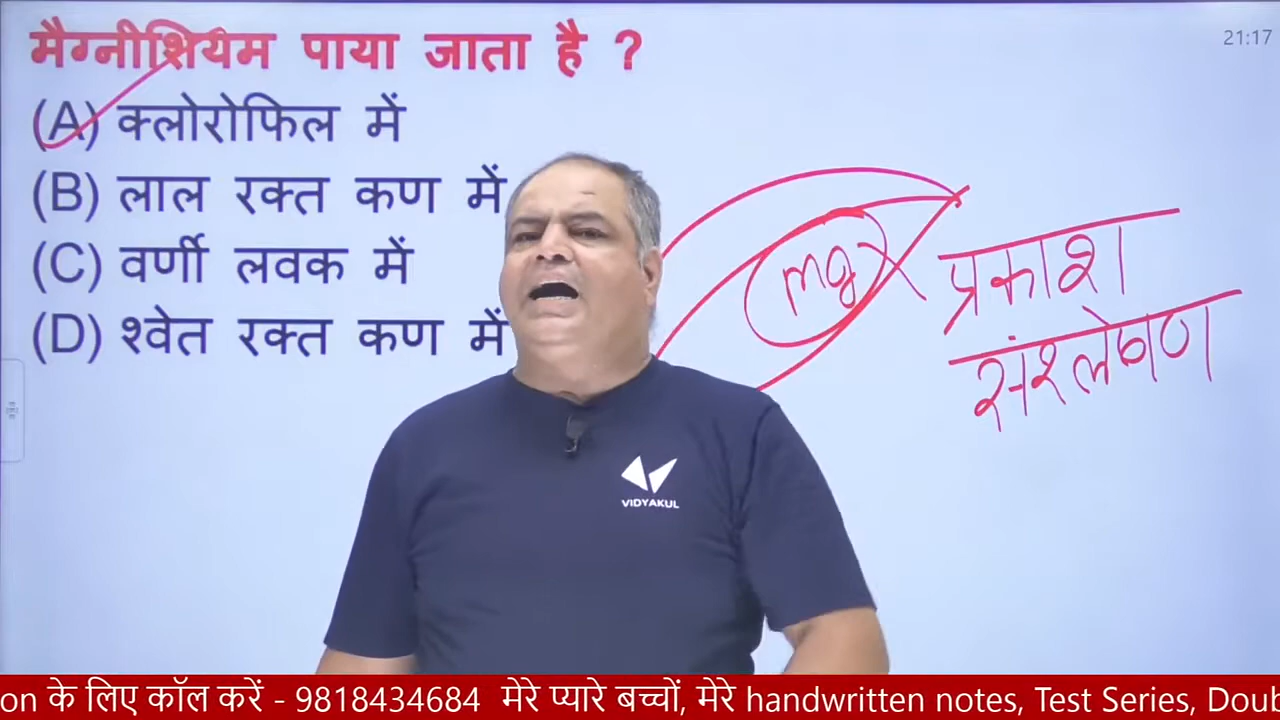 मैग्नीशियम पाया जाता है ?
21:17
(A) क्लोरोफिल में
(B) लाल रक्त कण में
(C) वर्णी लवक में
(D) श्वेत रक्त कण में
mg
प्रकाश
संश्लेषण
VIDYAKUL
on के लिए कॉल करें - 9818434684 मेरे प्यारे बच्चों, मेरे handwritten notes, Test Series, Doub